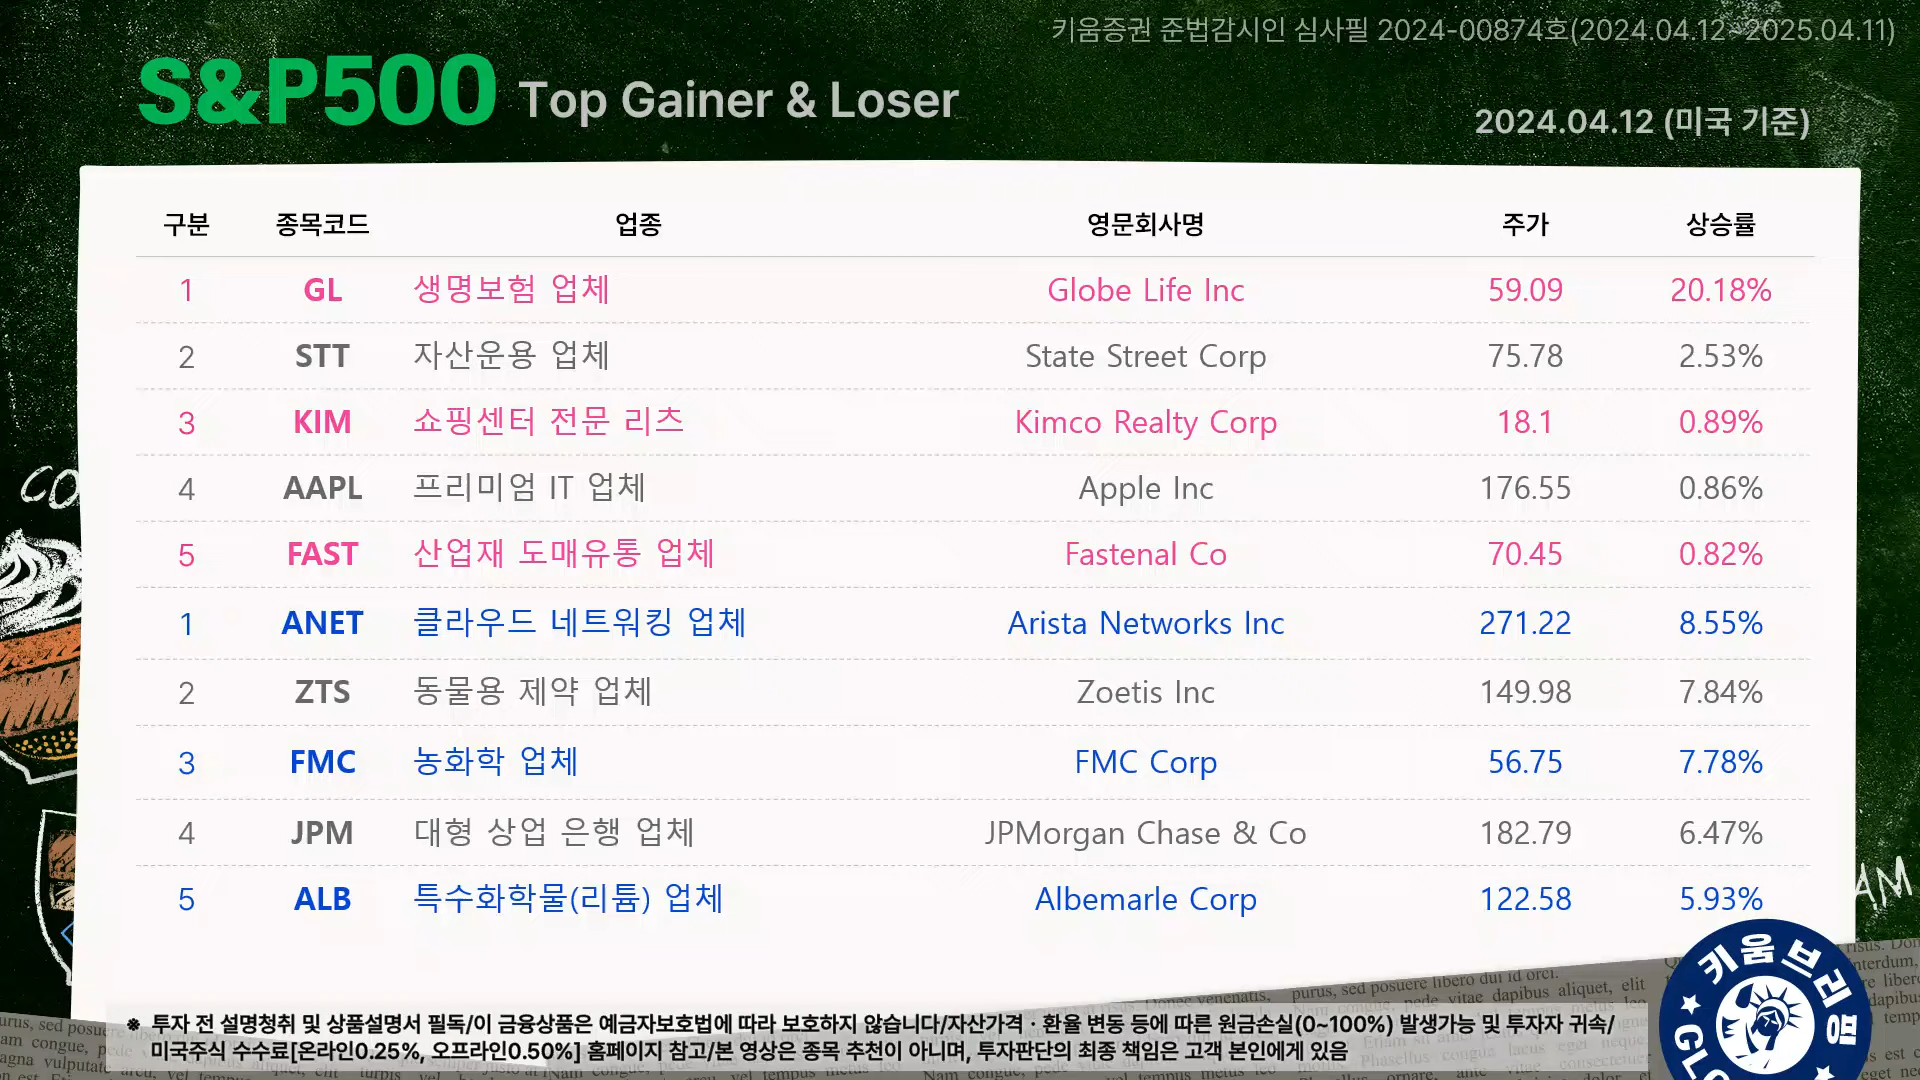 키움증권 준법감시인 심사필 2024-00874호(2024.04.12~2025.04.11)
S&P500 Top Gainer & Loser
2024.04.12 (미국 기준)
구분 종목코드 업종 영문회사명 주가 상승률
1 GL 생명보험 업체 Globe Life Inc 59.09 20.18%
2 STT 자산운용 업체 State Street Corp 75.78 2.53%
3 KIM 쇼핑센터 전문 리츠 Kimco Realty Corp 18.1 0.89%
4 AAPL 프리미엄 IT 업체 Apple Inc 176.55 0.86%
5 FAST 산업재 도매유통 업체 Fastenal Co 70.45 0.82%
1 ANET 클라우드 네트워킹 업체 Arista Networks Inc 271.22 8.55%
2 ZTS 동물용 제약 업체 Zoetis Inc 149.98 7.84%
3 FMC 농화학 업체 FMC Corp 56.75 7.78%
4 JPM 대형 상업 은행 업체 JPMorgan Chase & Co 182.79 6.47%
5 ALB 특수화학물(리튬) 업체 Albemarle Corp 122.58 5.93%
키움브리핑
※ 투자 전 설명청취 및 상품설명서 필독/이 금융상품은 예금자보호법에 따라 보호하지 않습니다/자산가격 · 환율 변동 등에 따른 원금손실(0~100%) 발생가능 및 투자자 귀속/
미국주식 수수료[온라인0.25%, 오프라인0.50%] 홈페이지 참고/본 영상은 종목 추천이 아니며, 투자판단의 최종 책임은 고객 본인에게 있음